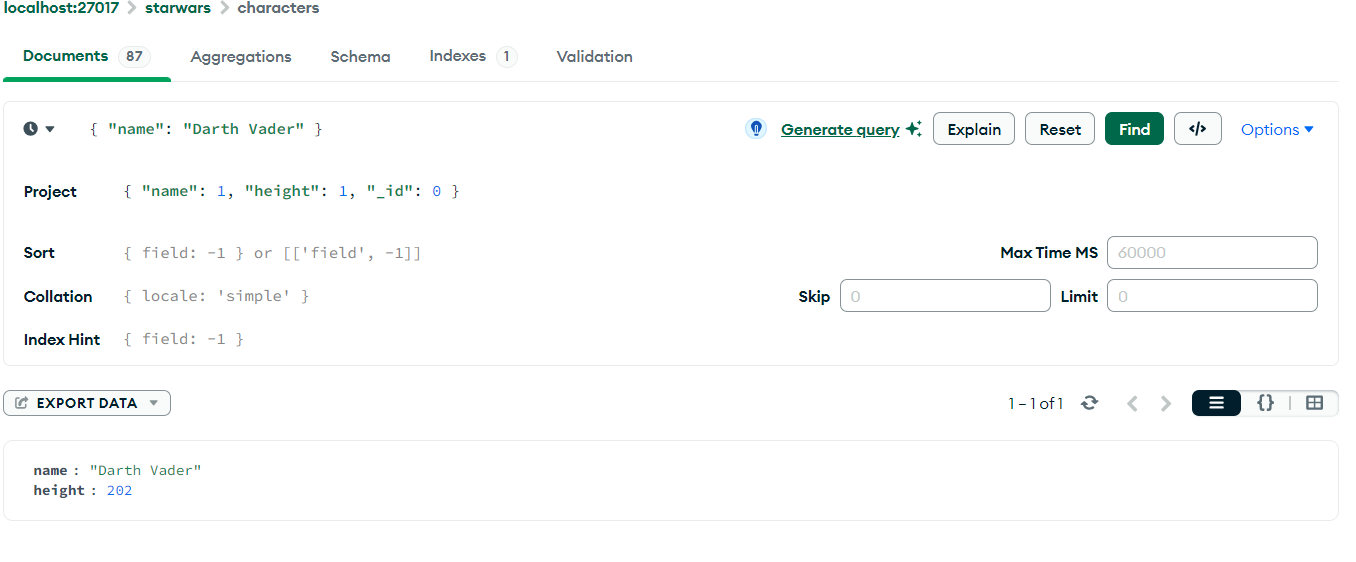 localhost:27017 > starwars > characters
Documents 87 Aggregations Schema Indexes 1 Validation
{ "name": "Darth Vader" } Generate query Explain Reset Find </> Options
Project { "name": 1, "height": 1, "_id": 0 }
Sort { field: -1 } or [['field', -1]] Max Time MS 60000
Collation { locale: 'simple' } Skip 0 Limit 0
Index Hint { field: -1 }
EXPORT DATA 1 – 1 of 1 {}
name : "Darth Vader"
height : 202